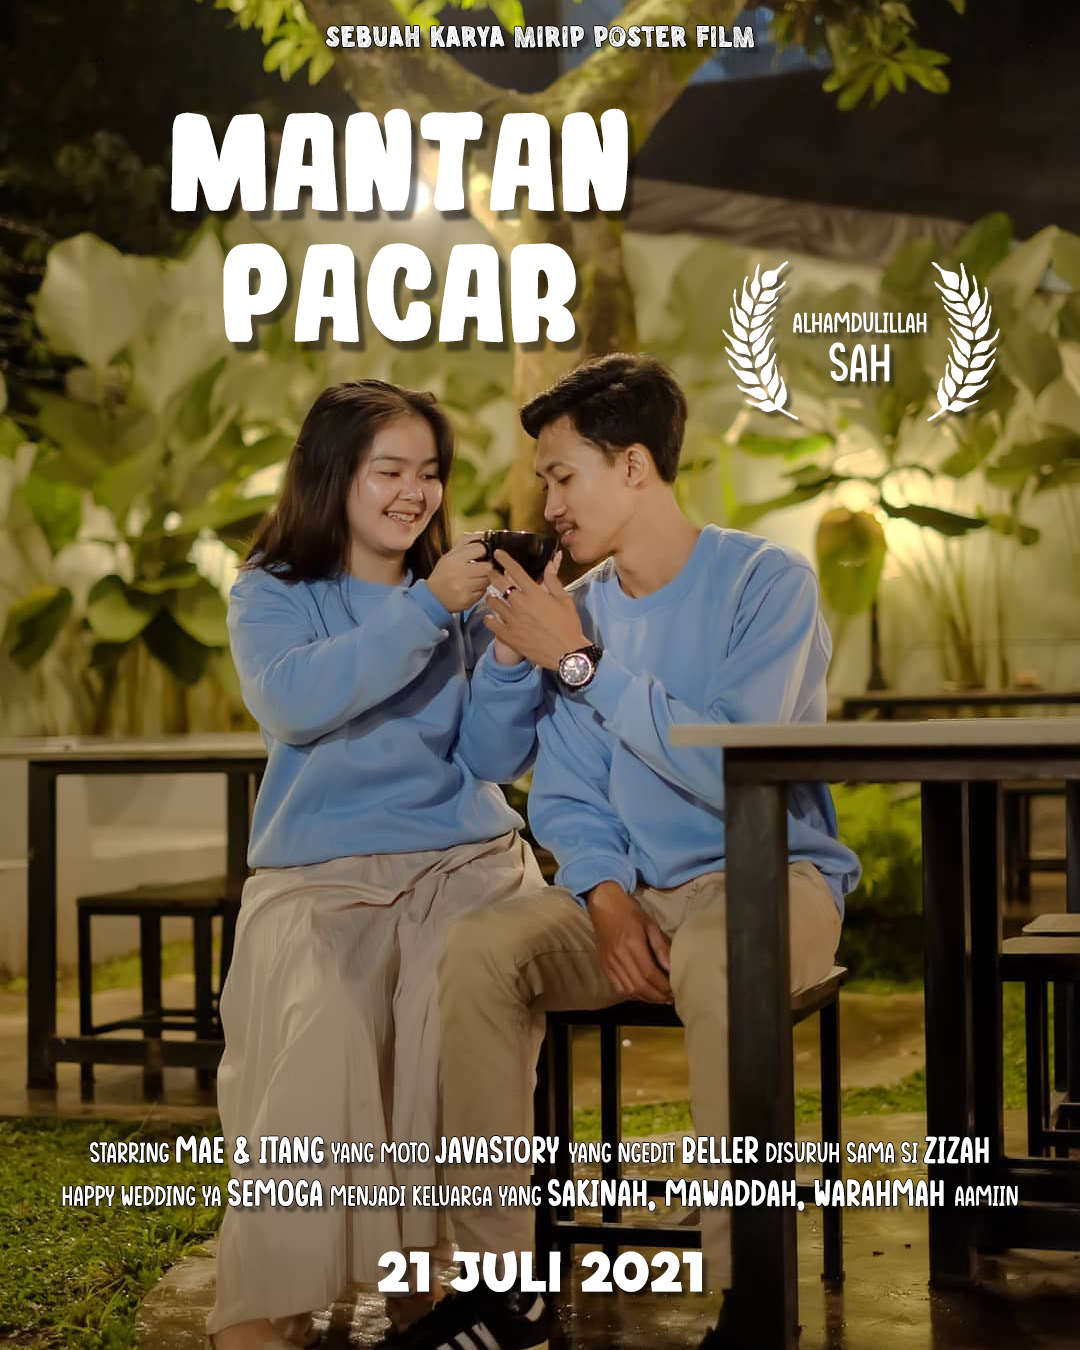 SEBUAH KARYA MIRIP POSTER FILM
MANTAN
PACAR
ALHAMDULILLAH
SAH
STARRING MAE & ITANG YANG MOTO JAVASTORY YANG NGEDIT BELLER DISURUH SAMA SI ZIZAH
HAPPY WEDDING YA SEMOGA MENJADI KELUARGA YANG SAKINAH, MAWADDAH, WARAHMAH AAMIIN
21 JULI 2021